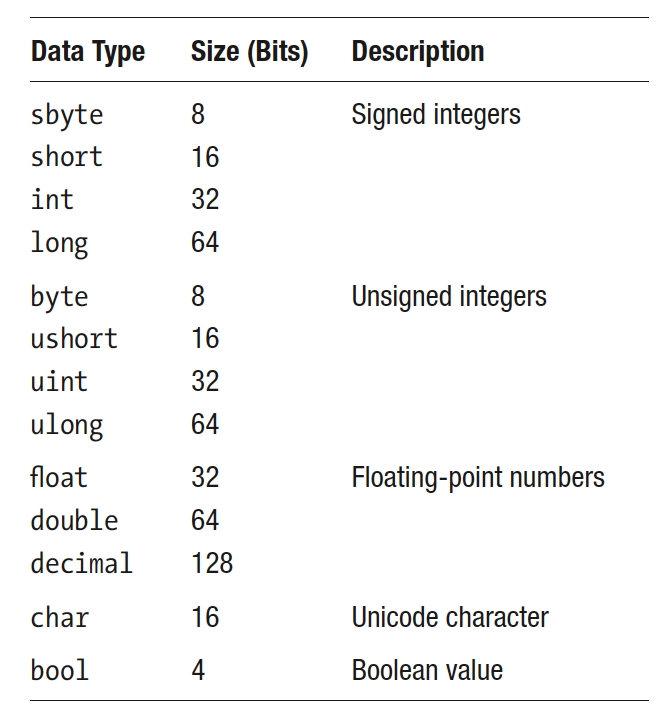 Data Type Size (Bits) Description
sbyte 8 Signed integers
short 16
int 32
long 64
byte 8 Unsigned integers
ushort 16
uint 32
ulong 64
float 32 Floating-point numbers
double 64
decimal 128
char 16 Unicode character
bool 4 Boolean value